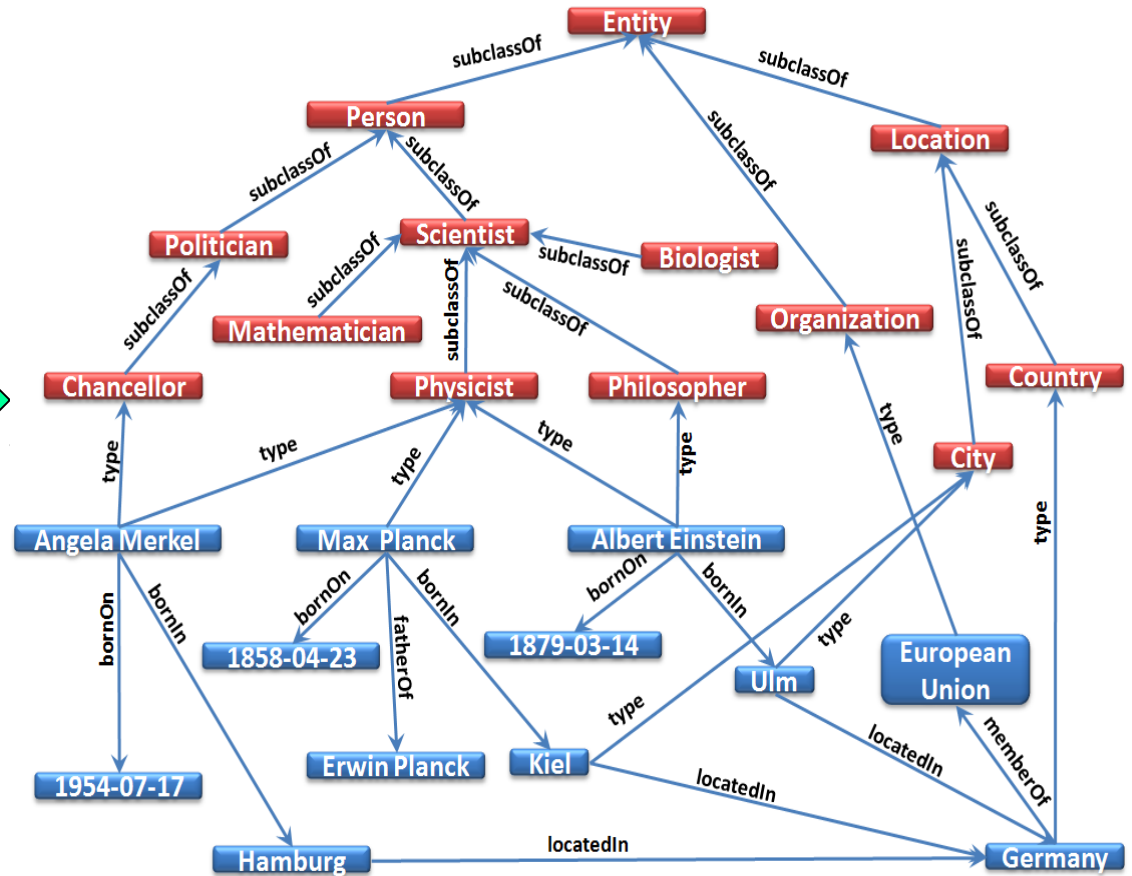 Entity
subclassOf
subclassOf
Person
subclassOf
Location
subclassOf
subclassOf
subclassOf
Politician
Scientist
subclassOf
Biologist
subclassOf
subclassOf
subclassOf
subclassOf
subclassOf
subclassOf
Mathematician
Organization
Chancellor
Physicist
Philosopher
Country
type
type
type
type
type
type
City
type
Angela Merkel
Max Planck
Albert Einstein
bornOn
bornIn
bornOn
fatherOf
bornIn
bornOn
bornIn
type
1858-04-23
1879-03-14
Ulm
European
Union
type
Erwin Planck
Kiel
locatedIn
memberOf
1954-07-17
locatedIn
Hamburg
locatedIn
Germany